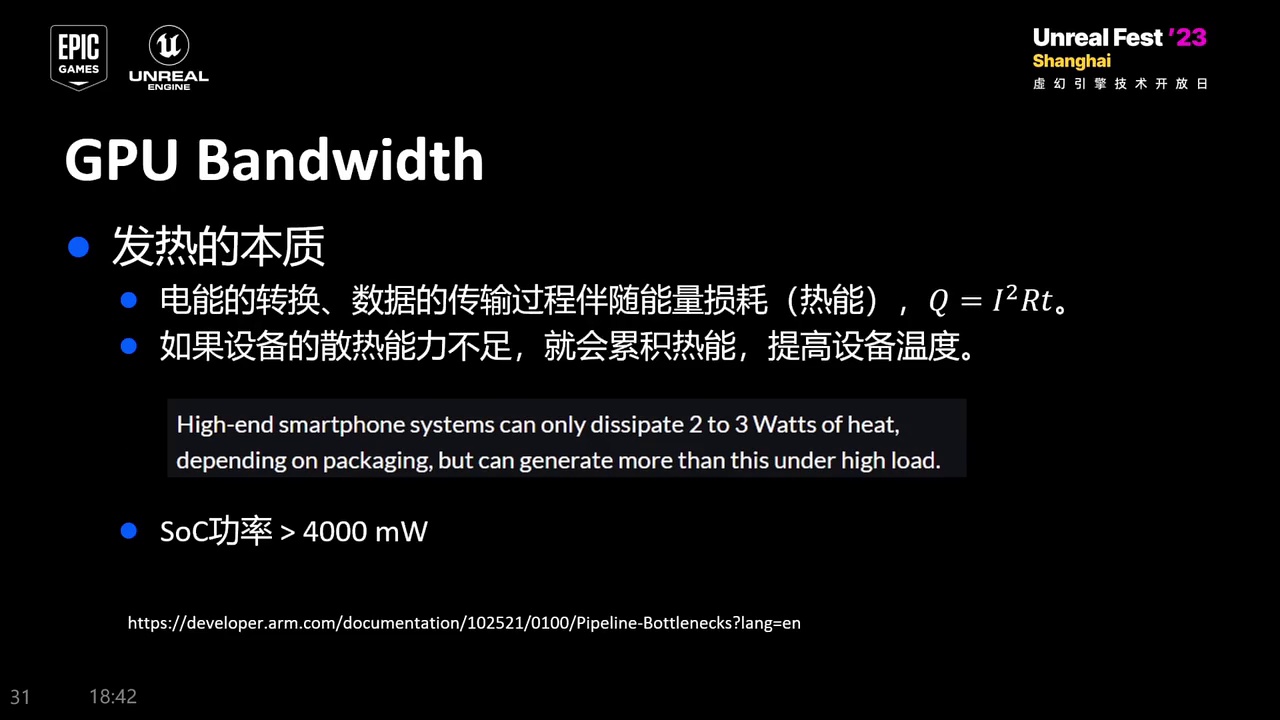 EPIC
GAMES
UNREAL
ENGINE
Unreal Fest '23
Shanghai
虚幻引擎技术开放日
GPU Bandwidth
发热的本质
电能的转换、数据的传输过程伴随能量损耗（热能），Q = I²Rt。
如果设备的散热能力不足，就会累积热能，提高设备温度。
High-end smartphone systems can only dissipate 2 to 3 Watts of heat,
depending on packaging, but can generate more than this under high load.
SoC功率 > 4000 mW
https://developer.arm.com/documentation/102521/0100/Pipeline-Bottlenecks?lang=en
31 18:42